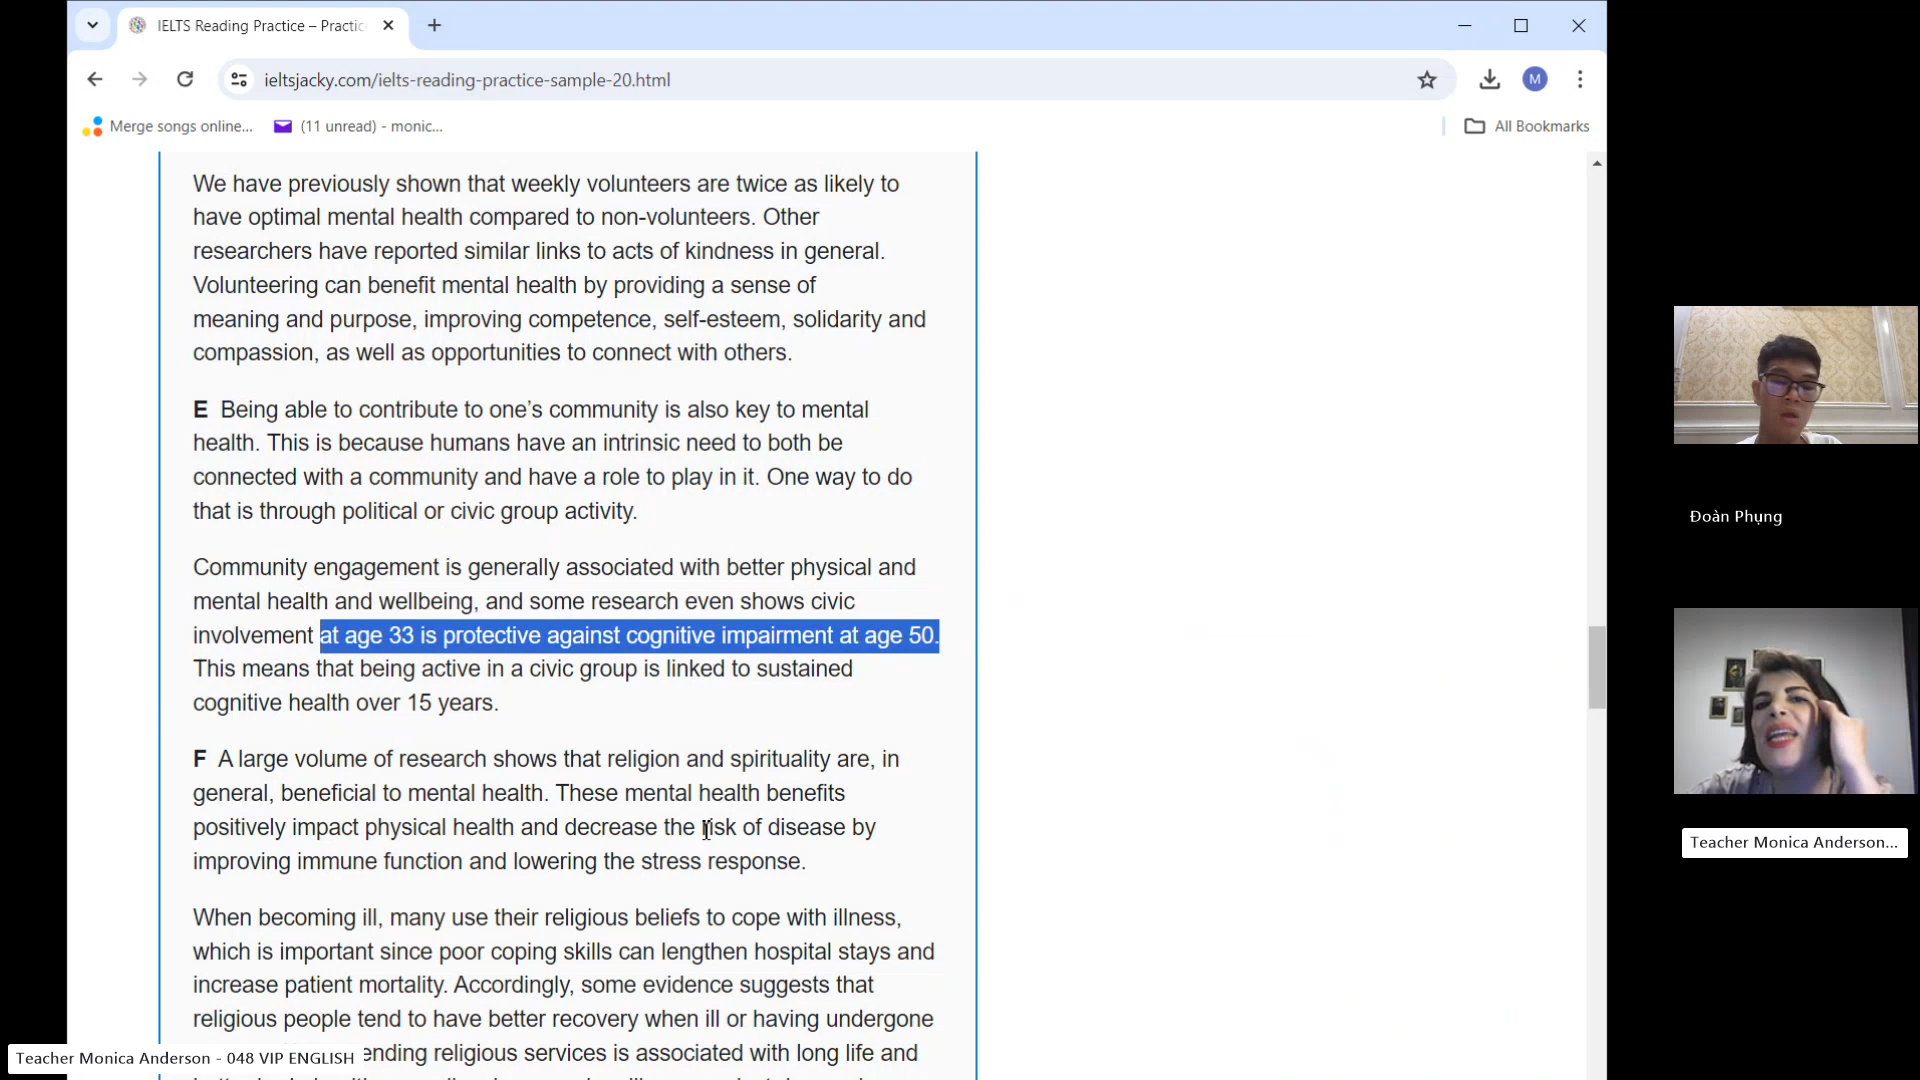 IELTS Reading Practice – Practic
ieltsjacky.com/ielts-reading-practice-sample-20.html
M
Merge songs online...
(11 unread) - monic...
All Bookmarks
We have previously shown that weekly volunteers are twice as likely to
have optimal mental health compared to non-volunteers. Other
researchers have reported similar links to acts of kindness in general.
Volunteering can benefit mental health by providing a sense of
meaning and purpose, improving competence, self-esteem, solidarity and
compassion, as well as opportunities to connect with others.
E Being able to contribute to one’s community is also key to mental
health. This is because humans have an intrinsic need to both be
connected with a community and have a role to play in it. One way to do
that is through political or civic group activity.
Community engagement is generally associated with better physical and
mental health and wellbeing, and some research even shows civic
involvement at age 33 is protective against cognitive impairment at age 50.
This means that being active in a civic group is linked to sustained
cognitive health over 15 years.
F A large volume of research shows that religion and spirituality are, in
general, beneficial to mental health. These mental health benefits
positively impact physical health and decrease the risk of disease by
improving immune function and lowering the stress response.
When becoming ill, many use their religious beliefs to cope with illness,
which is important since poor coping skills can lengthen hospital stays and
increase patient mortality. Accordingly, some evidence suggests that
religious people tend to have better recovery when ill or having undergone
ending religious services is associated with long life and
Đoàn Phụng
Teacher Monica Anderson...
Teacher Monica Anderson - 048 VIP ENGLISH